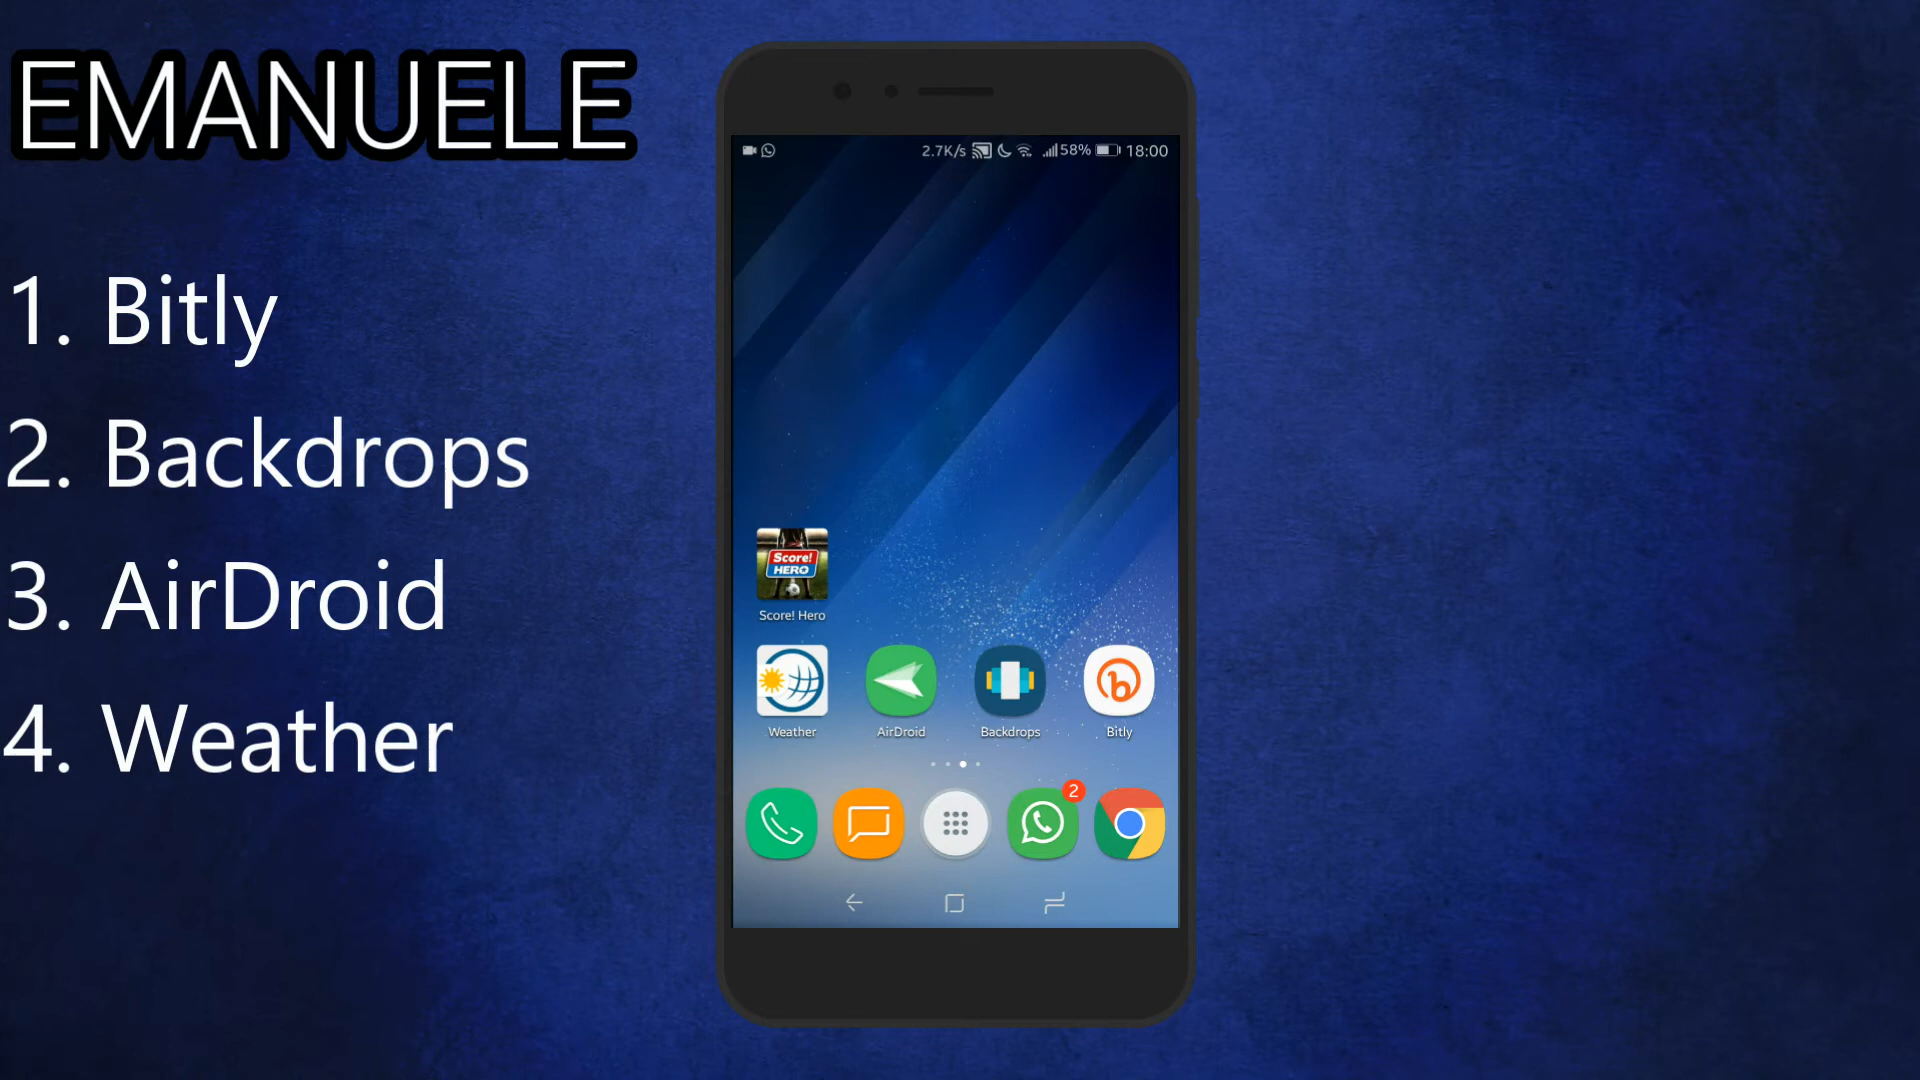 EMANUELE
1. Bitly
2. Backdrops
3. AirDroid
4. Weather
2.7K/s 58% 18:00
Score!
HERO
Score! Hero
Weather AirDroid Backdrops Bitly
2